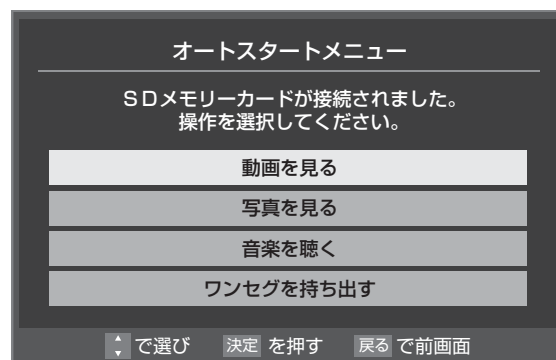 オートスタートメニュー
SDメモリーカードが接続されました。
操作を選択してください。
動画を見る
写真を見る
音楽を聴く
ワンセグを持ち出す
で選び 決定 を押す 戻る で前画面